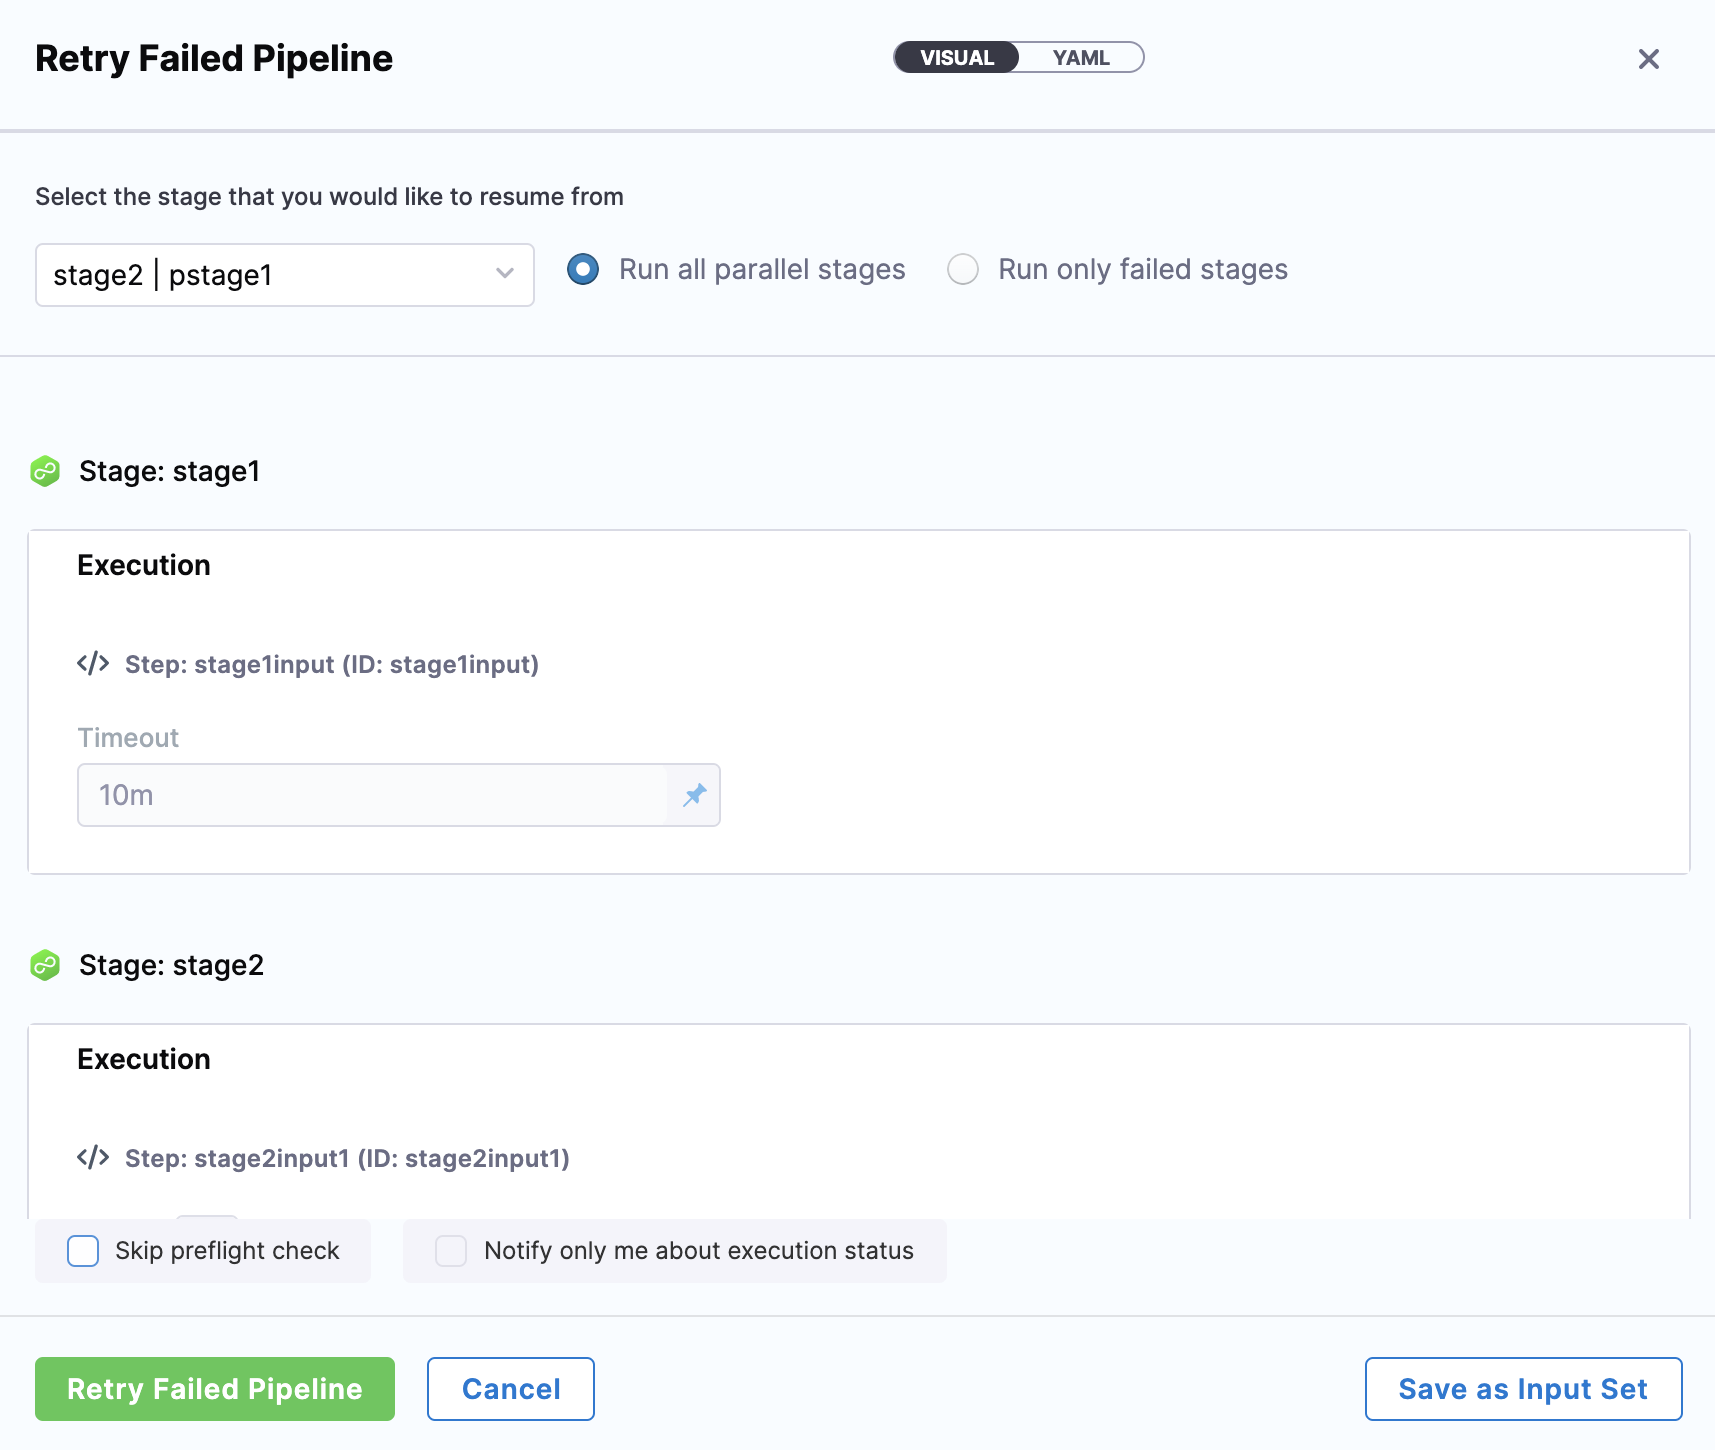 Retry Failed Pipeline
VISUAL YAML
Select the stage that you would like to resume from
stage2 | pstage1
Run all parallel stages
Run only failed stages
Stage: stage1
Execution
</> Step: stage1input (ID: stage1input)
Timeout
10m
Stage: stage2
Execution
</> Step: stage2input1 (ID: stage2input1)
Skip preflight check
Notify only me about execution status
Retry Failed Pipeline
Cancel
Save as Input Set